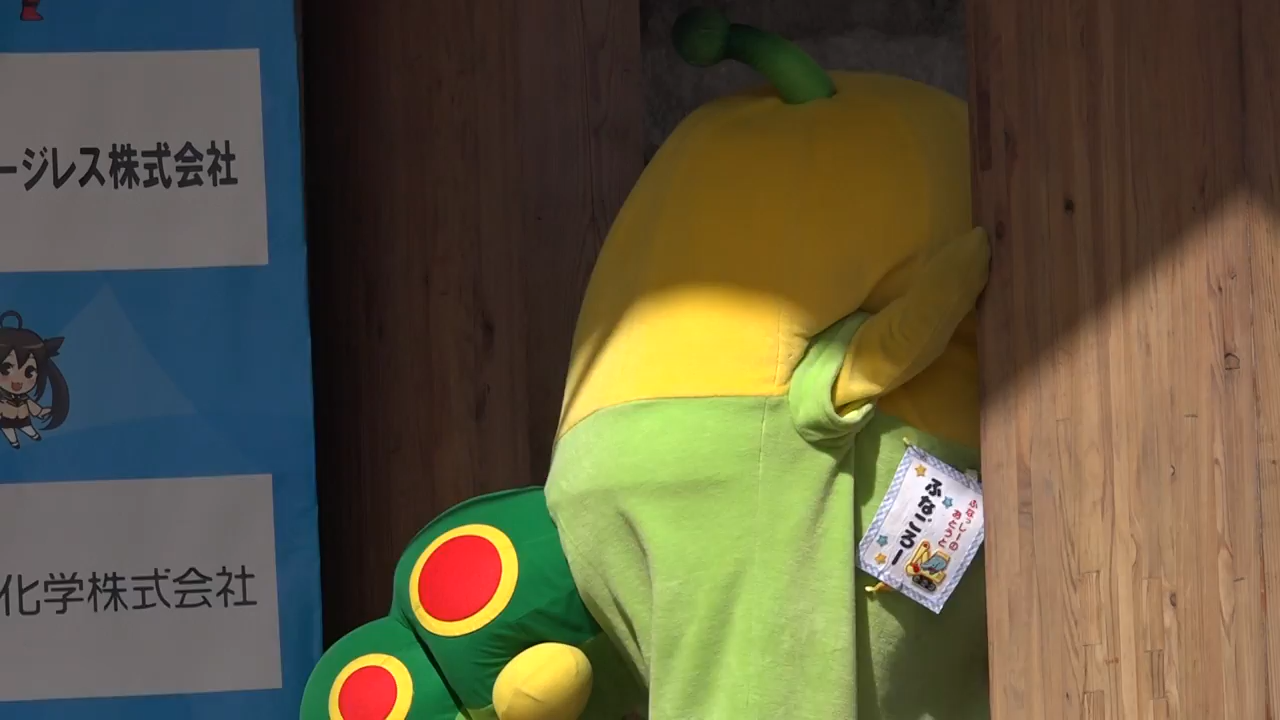 ージレス株式会社
化学株式会社
ふなっしーの
おとうと
ふなごろー